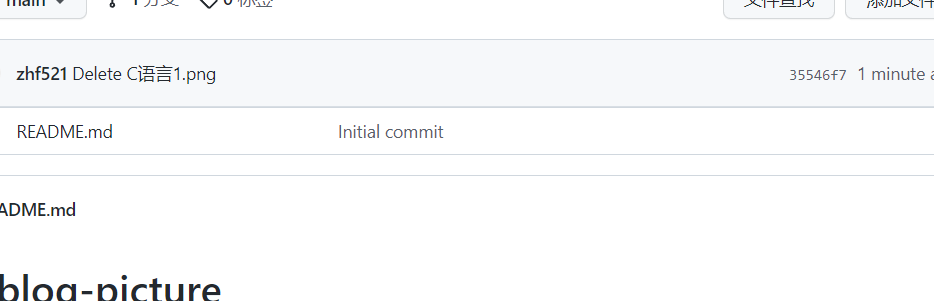 main 1 分支 0 标签 文件查找 添加文件
zhf521 Delete C语言1.png 35546f7 1 minute
README.md Initial commit
ADME.md
blog-picture